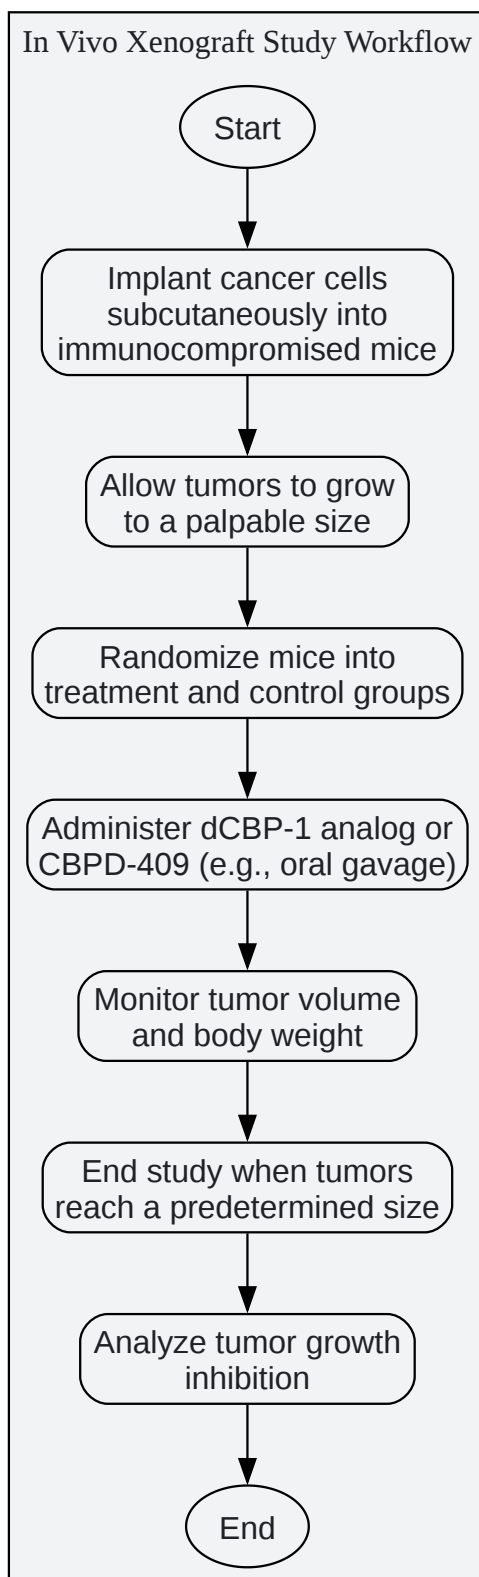 In Vivo Xenograft Study Workflow
Start
Implant cancer cells
subcutaneously into
immunocompromised mice
Allow tumors to grow
to a palpable size
Randomize mice into
treatment and control groups
Administer dCBP-1 analog or
CBPD-409 (e.g., oral gavage)
Monitor tumor volume
and body weight
End study when tumors
reach a predetermined size
Analyze tumor growth
inhibition
End